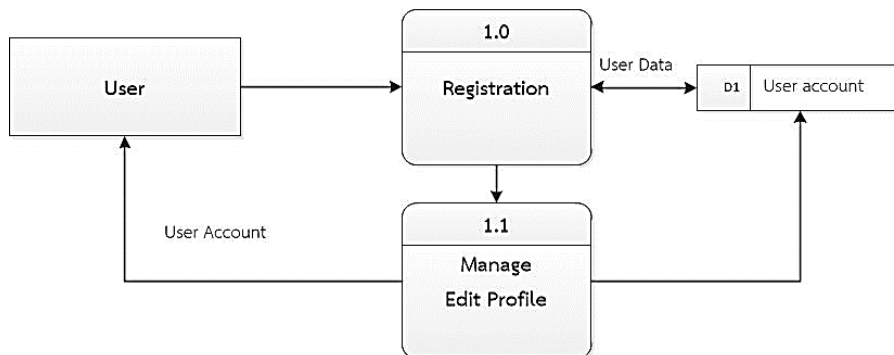 1.0
User
Registration
User Data
D1
User account
1.1
User Account
Manage
Edit Profile